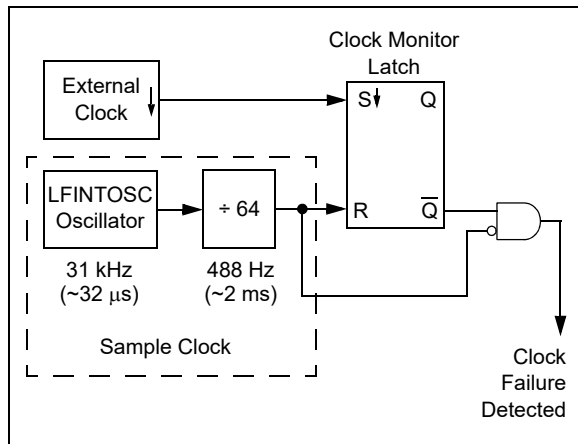 Clock Monitor
Latch
External
Clock
S
Q
LFINTOSC
Oscillator
÷ 64
R
Q̅
31 kHz
(~32 μs)
488 Hz
(~2 ms)
Sample Clock
Clock
Failure
Detected